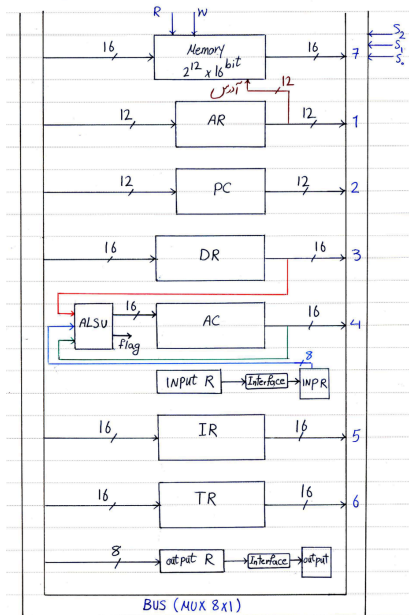 R W
16 Memory 16 7
2^12 x 16 bit
S2
S1
S0
آدرس 12
12 AR 12 1
12 PC 12 2
16 DR 16 3
ALSU 16 AC 16 4
flag
8
INPUT R Interface INPR
16 IR 16 5
16 TR 16 6
8 output R Interface output
BUS (MUX 8x1)